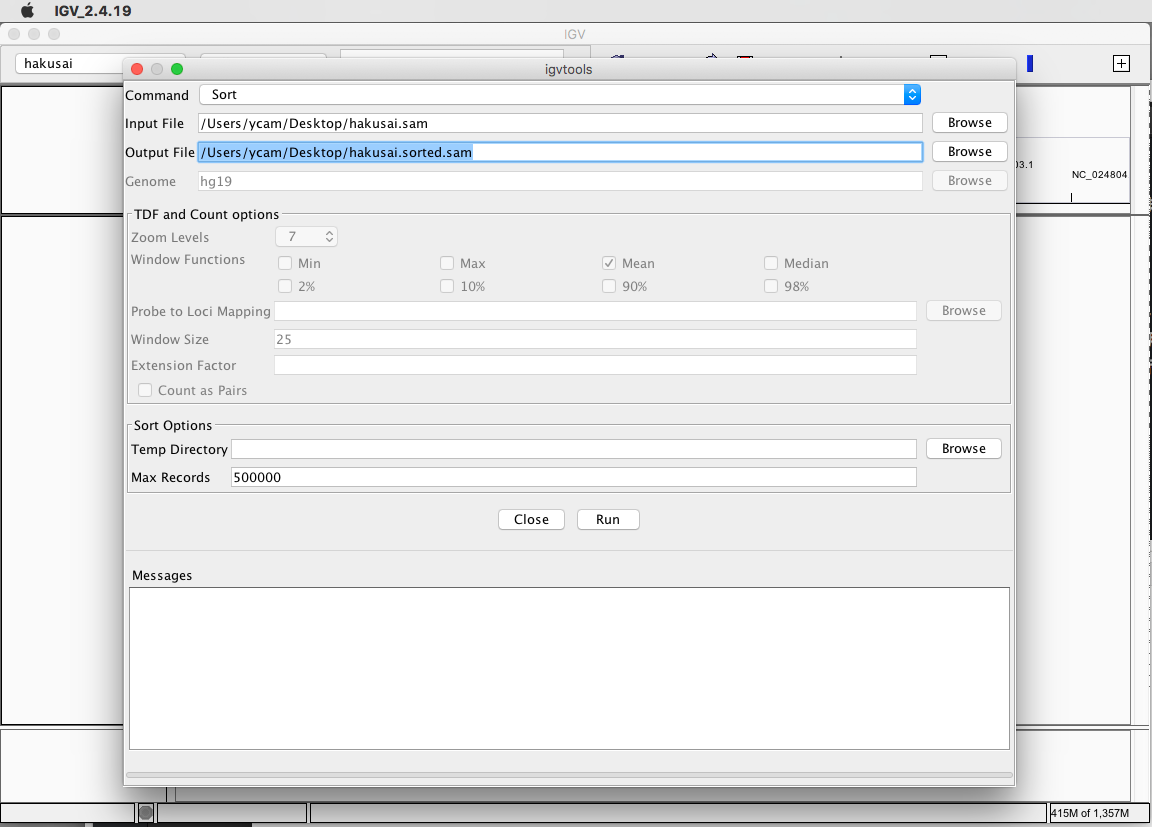 IGV_2.4.19
IGV
hakusai
igvtools
Command Sort
Input File /Users/ycam/Desktop/hakusai.sam Browse
Output File /Users/ycam/Desktop/hakusai.sorted.sam Browse
Genome hg19 Browse
03.1
NC_024804
TDF and Count options
Zoom Levels 7
Window Functions Min Max Mean Median
2% 10% 90% 98%
Probe to Loci Mapping Browse
Window Size 25
Extension Factor
Count as Pairs
Sort Options
Temp Directory Browse
Max Records 500000
Close Run
Messages
415M of 1,357M